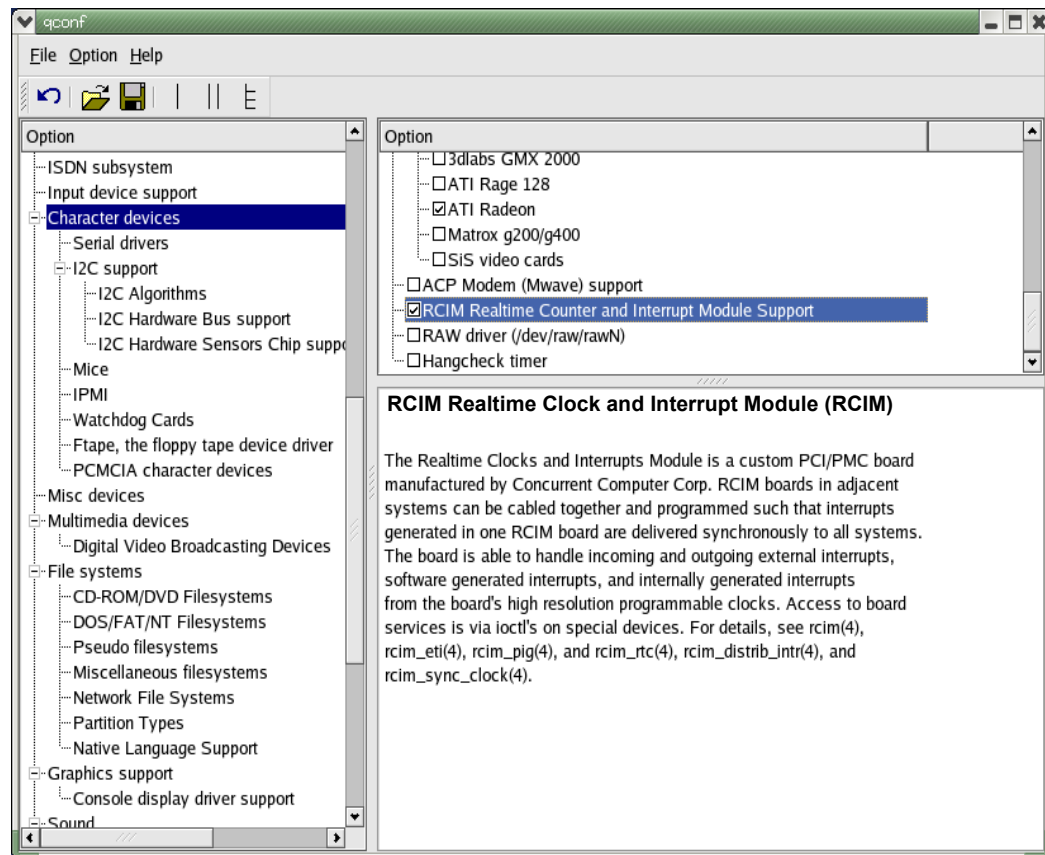 qconf
File Option Help
Option
ISDN subsystem
Input device support
Character devices
Serial drivers
I2C support
I2C Algorithms
I2C Hardware Bus support
I2C Hardware Sensors Chip suppo
Mice
IPMI
Watchdog Cards
Ftape, the floppy tape device driver
PCMCIA character devices
Misc devices
Multimedia devices
Digital Video Broadcasting Devices
File systems
CD-ROM/DVD Filesystems
DOS/FAT/NT Filesystems
Pseudo filesystems
Miscellaneous filesystems
Network File Systems
Partition Types
Native Language Support
Graphics support
Console display driver support
Sound
Option
3dlabs GMX 2000
ATI Rage 128
ATI Radeon
Matrox g200/g400
SiS video cards
ACP Modem (Mwave) support
RCIM Realtime Counter and Interrupt Module Support
RAW driver (/dev/raw/rawN)
Hangcheck timer
RCIM Realtime Clock and Interrupt Module (RCIM)
The Realtime Clocks and Interrupts Module is a custom PCI/PMC board
manufactured by Concurrent Computer Corp. RCIM boards in adjacent
systems can be cabled together and programmed such that interrupts
generated in one RCIM board are delivered synchronously to all systems.
The board is able to handle incoming and outgoing external interrupts,
software generated interrupts, and internally generated interrupts
from the board's high resolution programmable clocks. Access to board
services is via ioctl's on special devices. For details, see rcim(4),
rcim_eti(4), rcim_pig(4), and rcim_rtc(4), rcim_distrib_intr(4), and
rcim_sync_clock(4).